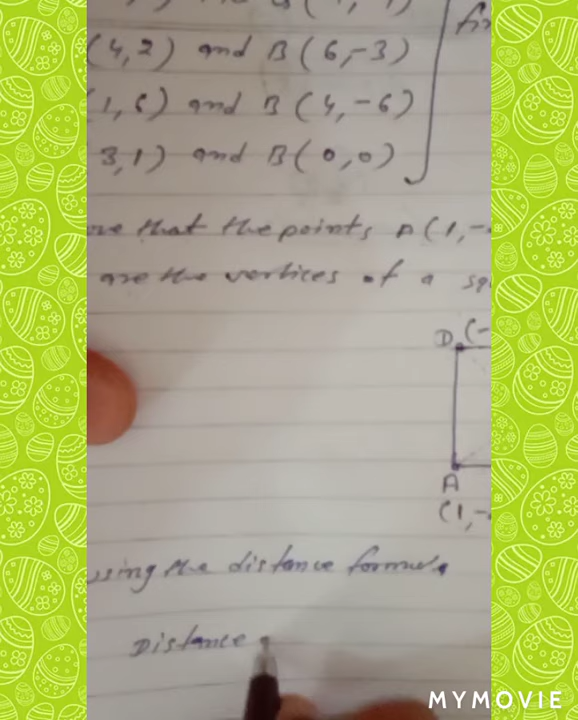 (4,2) and B(6,-3)
1,6) and B(4,-6)
3,1) and B(0,0)
that the points A(1,-
are the vertices of a
D (-
A
(1,-
using the distance formula
Distance
MYMOVIE